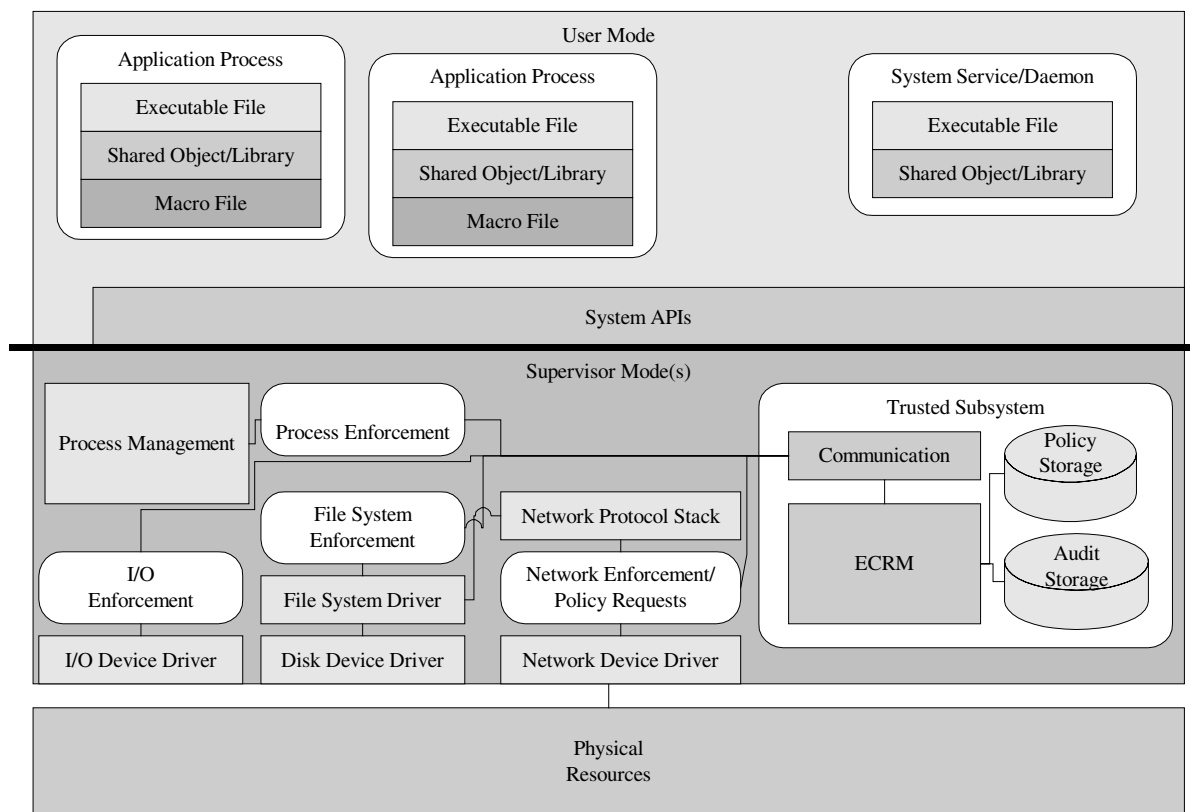 User Mode
Application Process
Executable File
Shared Object/Library
Macro File
Application Process
Executable File
Shared Object/Library
Macro File
System Service/Daemon
Executable File
Shared Object/Library
System APIs
Supervisor Mode(s)
Process Management
Process Enforcement
File System
Enforcement
I/O
Enforcement
File System Driver
I/O Device Driver
Disk Device Driver
Network Protocol Stack
Network Enforcement/
Policy Requests
Network Device Driver
Trusted Subsystem
Communication
ECRM
Policy
Storage
Audit
Storage
Physical
Resources